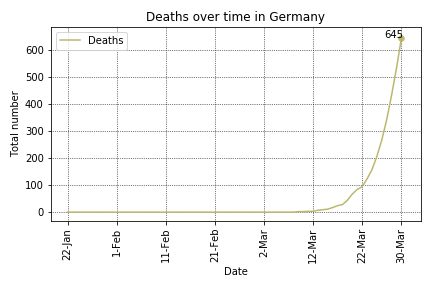 Deaths over time in Germany
645
Deaths
600
500
400
300
200
100
0
Total number
22-Jan
1-Feb
11-Feb
21-Feb
2-Mar
12-Mar
22-Mar
30-Mar
Date